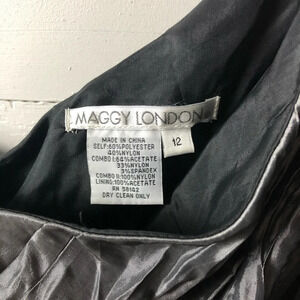 MAGGY LONDON
12
MADE IN CHINA
SELF:60%POLYESTER
40%NYLON
COMBO I:64%ACETATE
33%NYLON
3%SPANDEX
COMBO II:100%NYLON
LINING:100%ACETATE
RN 58142
DRY CLEAN ONLY